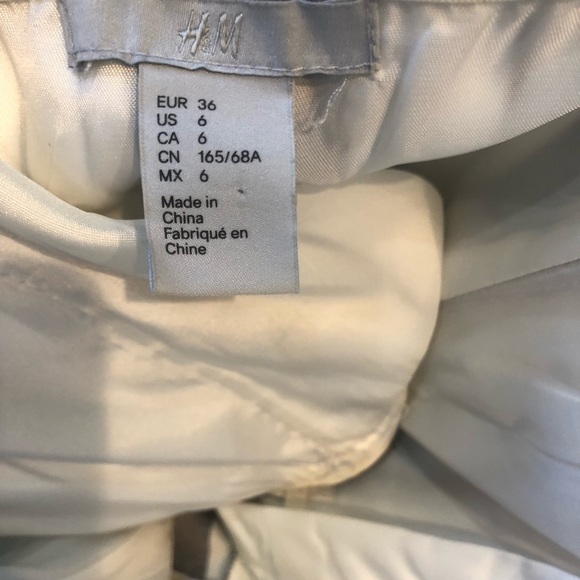 H&M
EUR 36
US 6
CA 6
CN 165/68A
MX 6
Made in
China
Fabriqué en
Chine